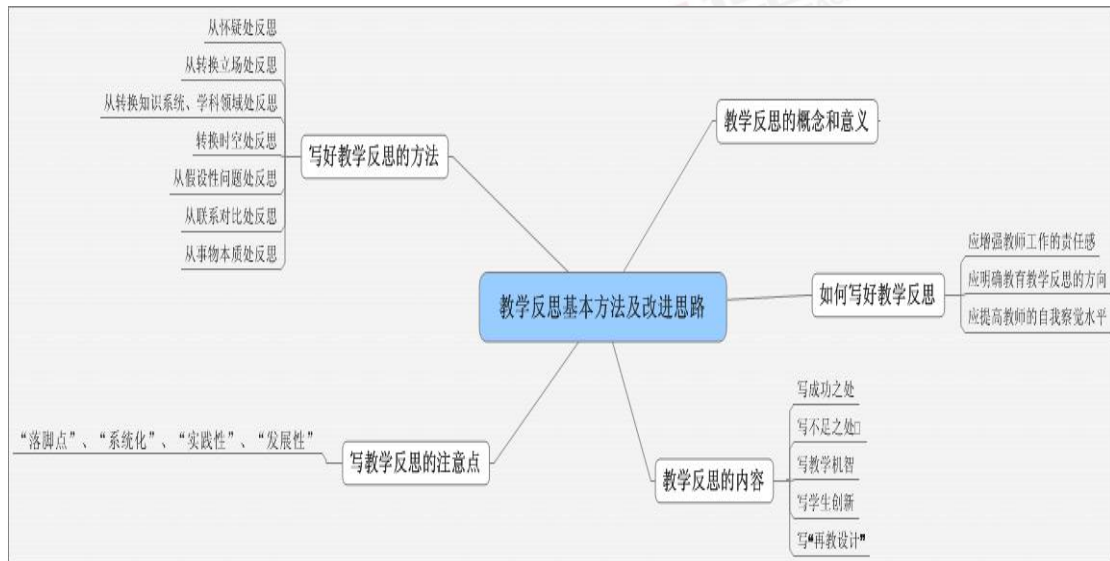 从怀疑处反思
从转换立场处反思
从转换知识系统、学科领域处反思
转换时空处反思
从假设性问题处反思
从联系对比处反思
从事物本质处反思
写好教学反思的方法
教学反思的概念和意义
教学反思基本方法及改进思路
如何写好教学反思
应增强教师工作的责任感
应明确教育教学反思的方向
应提高教师的自我察觉水平
“落脚点”、“系统化”、“实践性”、“发展性”
写教学反思的注意点
教学反思的内容
写成功之处
写不足之处□
写教学机智
写学生创新
写“再教设计”